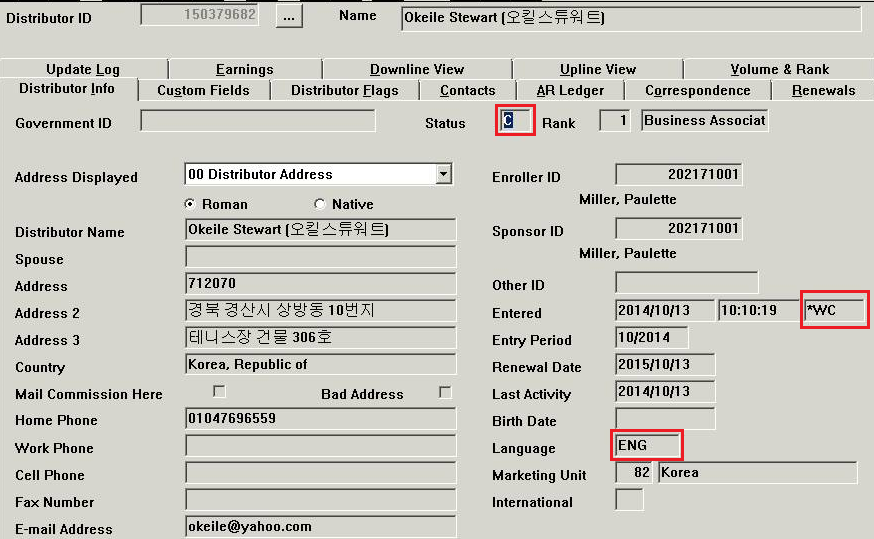 Distributor ID 150379682 ... Name Okeile Stewart (오킬스튜워트)
Update Log Earnings Downline View Upline View Volume & Rank
Distributor Info Custom Fields Distributor Flags Contacts AR Ledger Correspondence Renewals
Government ID Status C Rank 1 Business Associat
Address Displayed 00 Distributor Address Enroller ID 202171001
Roman Native Miller, Paulette
Distributor Name Okeile Stewart (오킬스튜워트) Sponsor ID 202171001
Spouse Miller, Paulette
Address 712070 Other ID
Address 2 경북 경산시 상방동 10번지 Entered 2014/10/13 10:10:19 *WC
Address 3 테니스장 건물 306호 Entry Period 10/2014
Country Korea, Republic of Renewal Date 2015/10/13
Mail Commission Here Bad Address Last Activity 2014/10/13
Home Phone 01047696559 Birth Date
Work Phone Language ENG
Cell Phone Marketing Unit 82 Korea
Fax Number International
E-mail Address okeile@yahoo.com